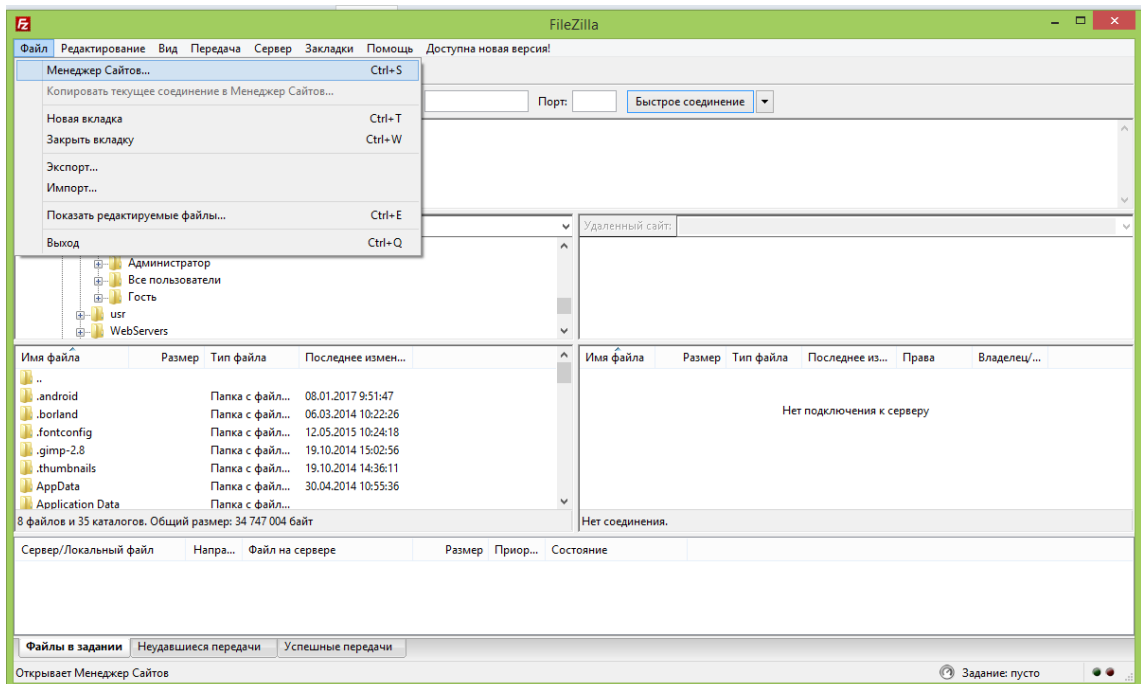 FileZilla
Файл Редактирование Вид Передача Сервер Закладки Помощь Доступна новая версия!
Менеджер Сайтов... Ctrl+S
Копировать текущее соединение в Менеджер Сайтов...
Порт: Быстрое соединение
Новая вкладка Ctrl+T
Закрыть вкладку Ctrl+W
Экспорт...
Импорт...
Показать редактируемые файлы... Ctrl+E
Удаленный сайт:
Выход Ctrl+Q
Администратор
Все пользователи
Гость
usr
WebServers
Имя файла Размер Тип файла Последнее измен... Имя файла Размер Тип файла Последнее из... Права Владелец/...
..
.android Папка с файл... 08.01.2017 9:51:47
.borland Папка с файл... 06.03.2014 10:22:26
Нет подключения к серверу
.fontconfig Папка с файл... 12.05.2015 10:24:18
.gimp-2.8 Папка с файл... 19.10.2014 15:02:56
.thumbnails Папка с файл... 19.10.2014 14:36:11
AppData Папка с файл... 30.04.2014 10:55:36
Application Data Папка с файл...
8 файлов и 35 каталогов. Общий размер: 34 747 004 байт Нет соединения.
Сервер/Локальный файл Напра... Файл на сервере Размер Приор... Состояние
Файлы в задании Неудавшиеся передачи Успешные передачи
Открывает Менеджер Сайтов Задание: пусто